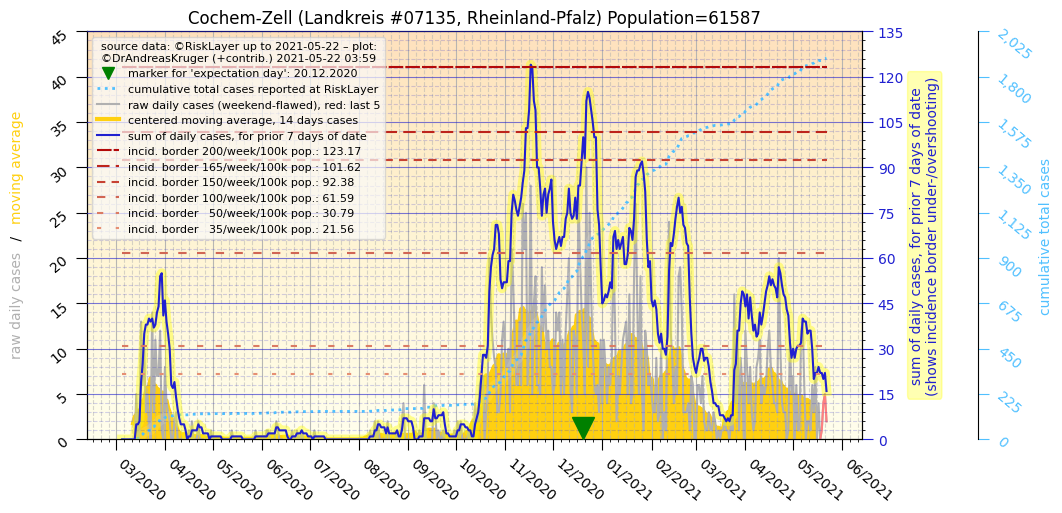 Cochem-Zell (Landkreis #07135, Rheinland-Pfalz) Population=61587
source data: ©RiskLayer up to 2021-05-22 – plot:
©DrAndreasKruger (+contrib.) 2021-05-22 03:59
marker for 'expectation day': 20.12.2020
cumulative total cases reported at RiskLayer
raw daily cases (weekend-flawed), red: last 5
centered moving average, 14 days cases
sum of daily cases, for prior 7 days of date
incid. border 200/week/100k pop.: 123.17
incid. border 165/week/100k pop.: 101.62
incid. border 150/week/100k pop.: 92.38
incid. border 100/week/100k pop.: 61.59
incid. border   50/week/100k pop.: 30.79
incid. border   35/week/100k pop.: 21.56
raw daily cases / moving average
45
40
35
30
25
20
15
10
5
0
03/2020
04/2020
05/2020
06/2020
07/2020
08/2020
09/2020
10/2020
11/2020
12/2020
01/2021
02/2021
03/2021
04/2021
05/2021
06/2021
135
120
105
90
75
60
45
30
15
0
sum of daily cases, for prior 7 days of date
(shows incidence border under-/overshooting)
2,025
1,800
1,575
1,350
1,125
900
675
450
225
0
cumulative total cases